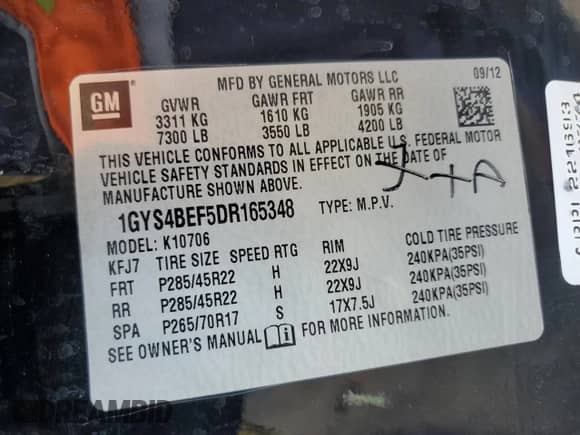 GM
MFD BY GENERAL MOTORS LLC 09/12
GVWR GAWR FRT GAWR RR
3311 KG 1610 KG 1905 KG
7300 LB 3550 LB 4200 LB
THIS VEHICLE CONFORMS TO ALL APPLICABLE U.S. FEDERAL MOTOR
VEHICLE SAFETY STANDARDS IN EFFECT ON THE DATE OF
MANUFACTURE SHOWN ABOVE.
1GYS4BEF5DR165348 TYPE: M.P.V.
MODEL: K10706
KFJ7 TIRE SIZE SPEED RTG RIM COLD TIRE PRESSURE
FRT P285/45R22 H 22X9J 240KPA(35PSI)
RR P285/45R22 H 22X9J 240KPA(35PSI)
SPA P265/70R17 S 17X7.5J 240KPA(35PSI)
SEE OWNER'S MANUAL FOR MORE INFORMATION.
DREAMBID